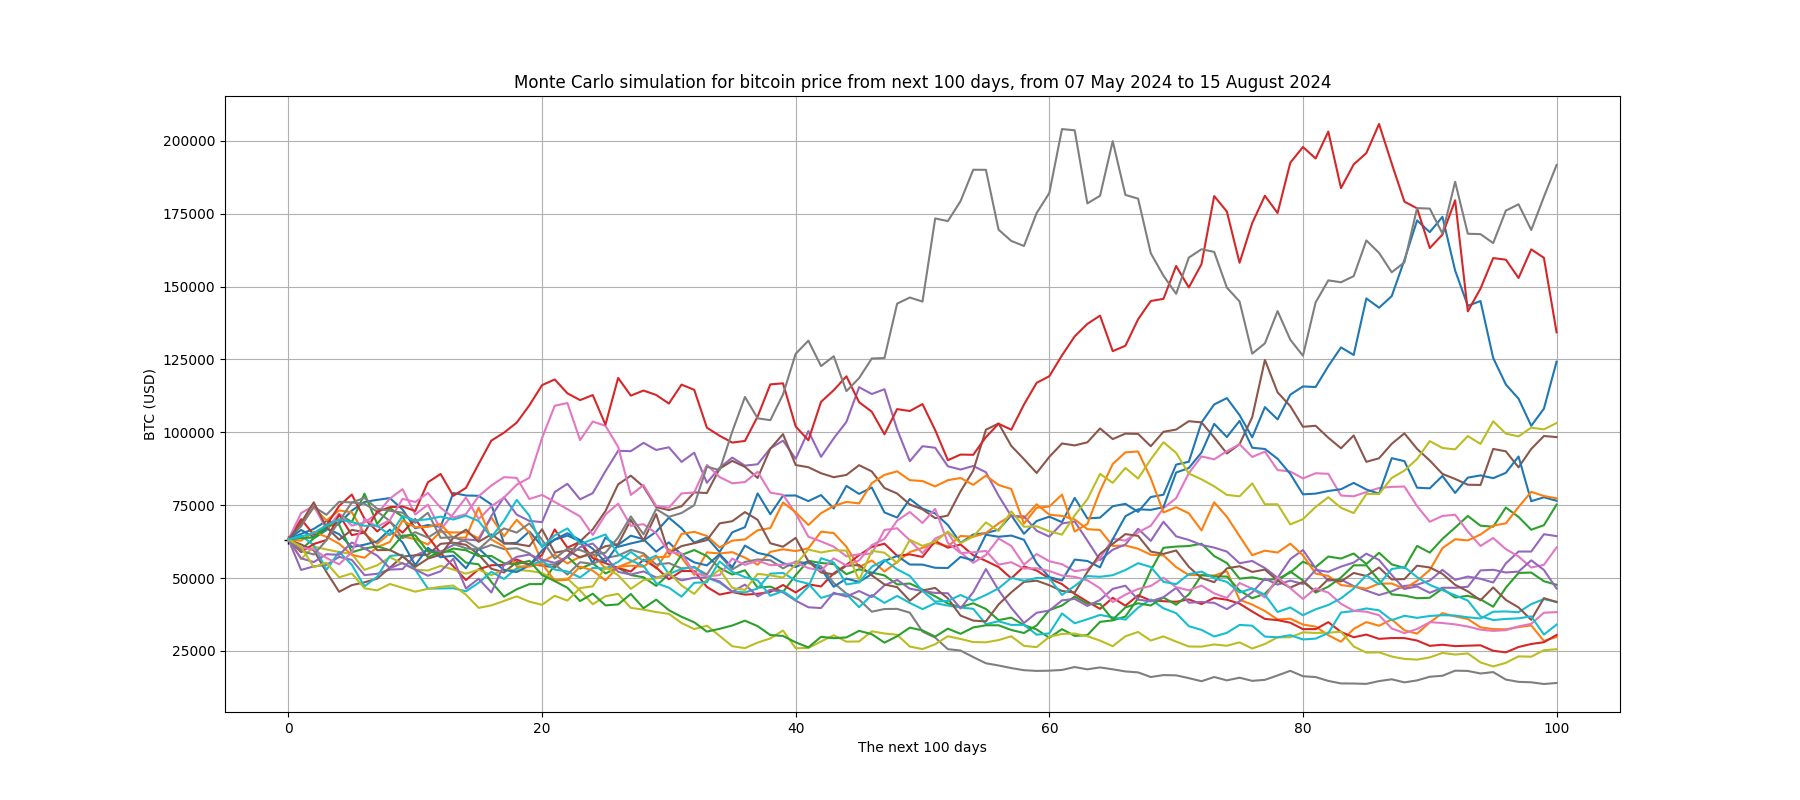 Monte Carlo simulation for bitcoin price from next 100 days, from 07 May 2024 to 15 August 2024
200000
175000
150000
125000
100000
75000
50000
25000
BTC (USD)
0 20 40 60 80 100
The next 100 days